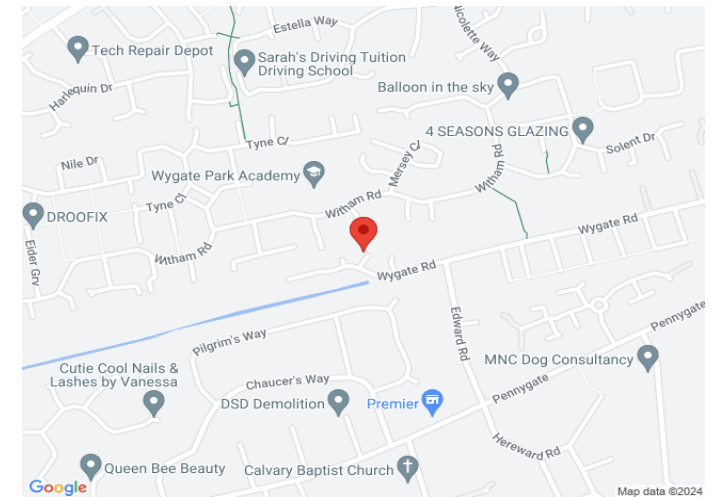 Estella Way
Nicolette Way
Tech Repair Depot
Sarah's Driving Tuition
Driving School
Harlequin Dr
Balloon in the sky
4 SEASONS GLAZING
Solent Dr
Tyne Cl
Mersey Cl
Witham Rd
Nile Dr
Wygate Park Academy
Witham Rd
Tyne Cl
DROOFIX
Wygate Rd
Eider Grv
Witham Rd
Wygate Rd
Edward Rd
Pennygate
Pilgrim's Way
MNC Dog Consultancy
Cutie Cool Nails &
Lashes by Vanessa
Chaucer's Way
DSD Demolition
Premier
Pennygate
Hereward Rd
Queen Bee Beauty
Calvary Baptist Church
Google
Map data ©2024